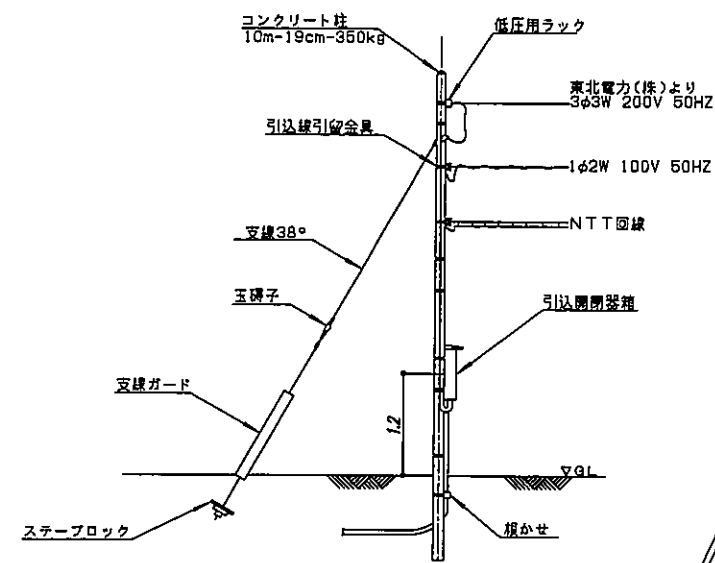 コンクリート柱
10m-19cm-350kg
低圧用ラック
東北電力(株)より
3φ3W 200V 50HZ
引込線引留金具
1φ2W 100V 50HZ
NTT回線
支線38°
玉碍子
引込開閉器箱
支線ガード
1.2
▽GL
ステーブロック
根かせ